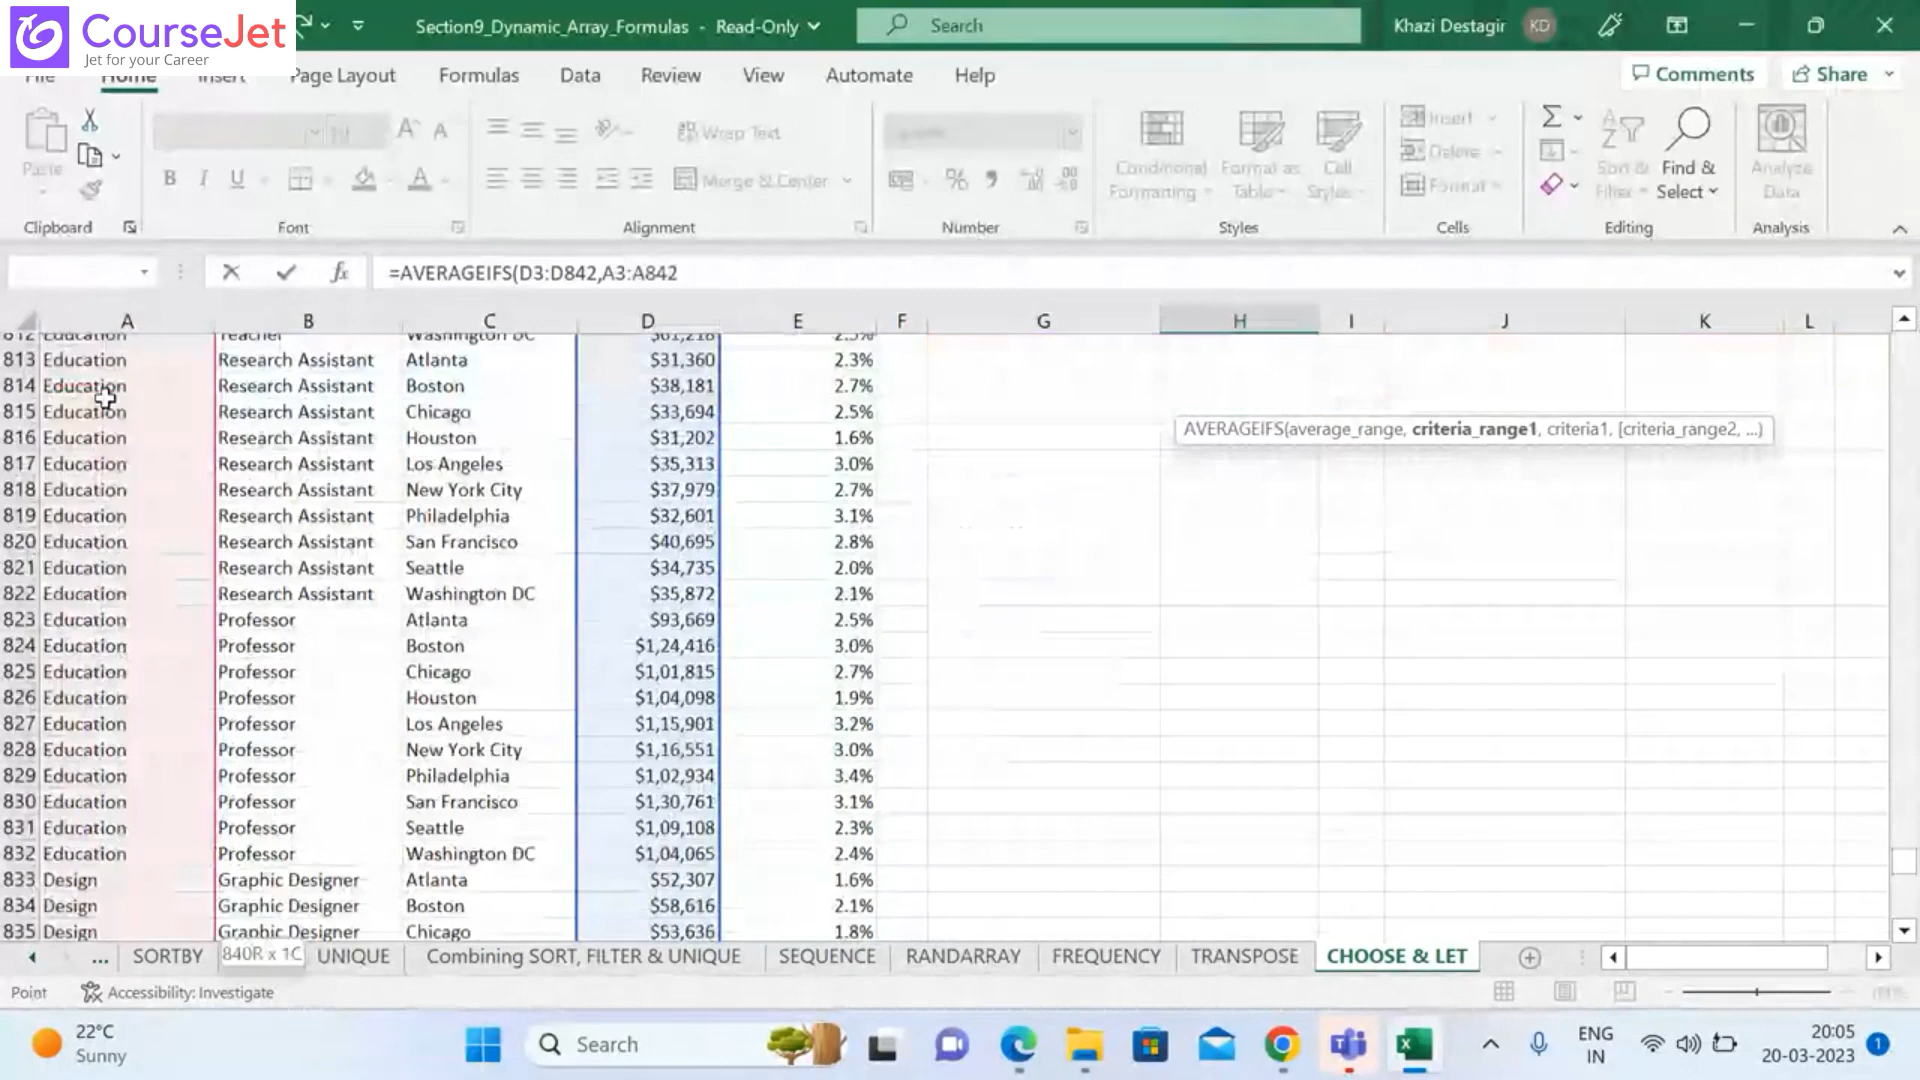 CourseJet
Jet for your Career
Section9_Dynamic_Array_Formulas - Read-Only
Search
Khazi Destagir
KD
File Home Insert Page Layout Formulas Data Review View Automate Help
Comments
Share
Paste
Wrap Text
Merge & Center
B I U
Conditional Formatting
Format as Table
Cell Styles
Insert
Delete
Format
Sort & Filter
Find & Select
Analyze Data
Clipboard Font Alignment Number Styles Cells Editing Analysis
=AVERAGEIFS(D3:D842,A3:A842
A B C D E F G H I J K L
812 Education Teacher Washington DC $61,218 2.5%
813 Education Research Assistant Atlanta $31,360 2.3%
814 Education Research Assistant Boston $38,181 2.7%
815 Education Research Assistant Chicago $33,694 2.5%
816 Education Research Assistant Houston $31,202 1.6%
817 Education Research Assistant Los Angeles $35,313 3.0%
818 Education Research Assistant New York City $37,979 2.7%
819 Education Research Assistant Philadelphia $32,601 3.1%
820 Education Research Assistant San Francisco $40,695 2.8%
821 Education Research Assistant Seattle $34,735 2.0%
822 Education Research Assistant Washington DC $35,872 2.1%
823 Education Professor Atlanta $93,669 2.5%
824 Education Professor Boston $1,24,416 3.0%
825 Education Professor Chicago $1,01,815 2.7%
826 Education Professor Houston $1,04,098 1.9%
827 Education Professor Los Angeles $1,15,901 3.2%
828 Education Professor New York City $1,16,551 3.0%
829 Education Professor Philadelphia $1,02,934 3.4%
830 Education Professor San Francisco $1,30,761 3.1%
831 Education Professor Seattle $1,09,108 2.3%
832 Education Professor Washington DC $1,04,065 2.4%
833 Design Graphic Designer Atlanta $52,307 1.6%
834 Design Graphic Designer Boston $58,616 2.1%
835 Design Graphic Designer Chicago $53,636 1.8%
AVERAGEIFS(average_range, criteria_range1, criteria1, [criteria_range2, ...)
... SORTBY 840R x 1C UNIQUE Combining SORT, FILTER & UNIQUE SEQUENCE RANDARRAY FREQUENCY TRANSPOSE CHOOSE & LET
Point Accessibility: Investigate
22°C
Sunny
Search
ENG
IN
20:05
20-03-2023
1